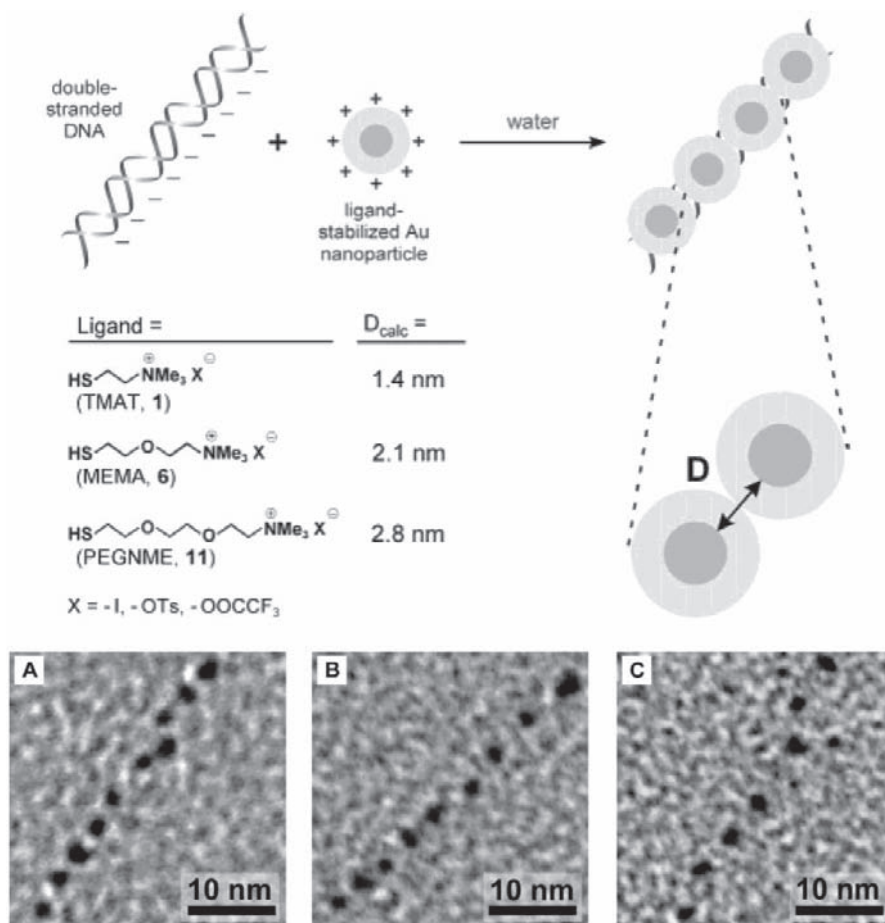 double-
stranded
DNA
+
ligand-
stabilized Au
nanoparticle
water
Ligand =
D_calc =
HS NMe₃ X
(TMAT, 1)
1.4 nm
HS O NMe₃ X
(MEMA, 6)
2.1 nm
HS O O NMe₃ X
(PEGNME, 11)
2.8 nm
X = - I, - OTs, - OOCCF₃
D
A
10 nm
B
10 nm
C
10 nm